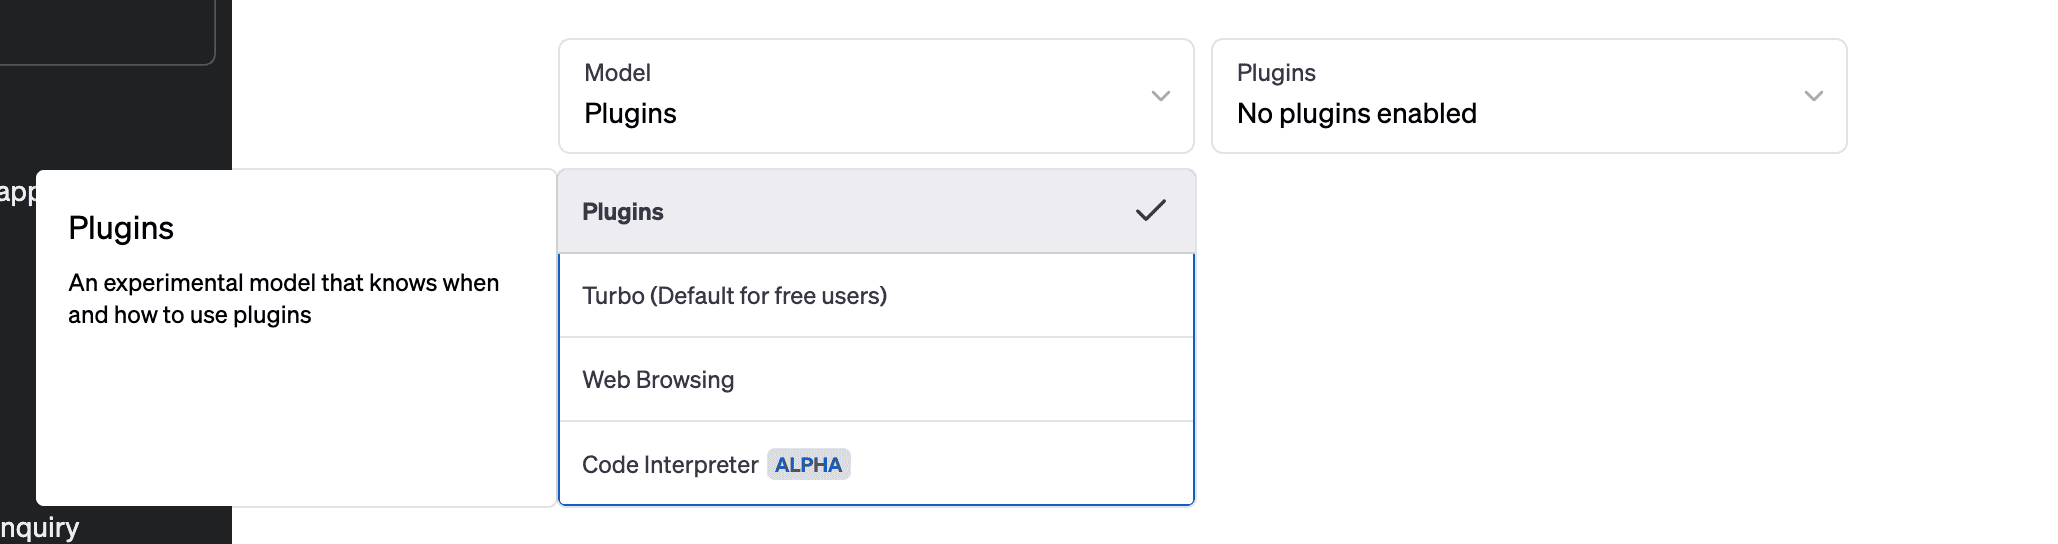 Model
Plugins
Plugins
No plugins enabled
app
Plugins
An experimental model that knows when
and how to use plugins
Plugins
Turbo (Default for free users)
Web Browsing
Code Interpreter ALPHA
nquiry